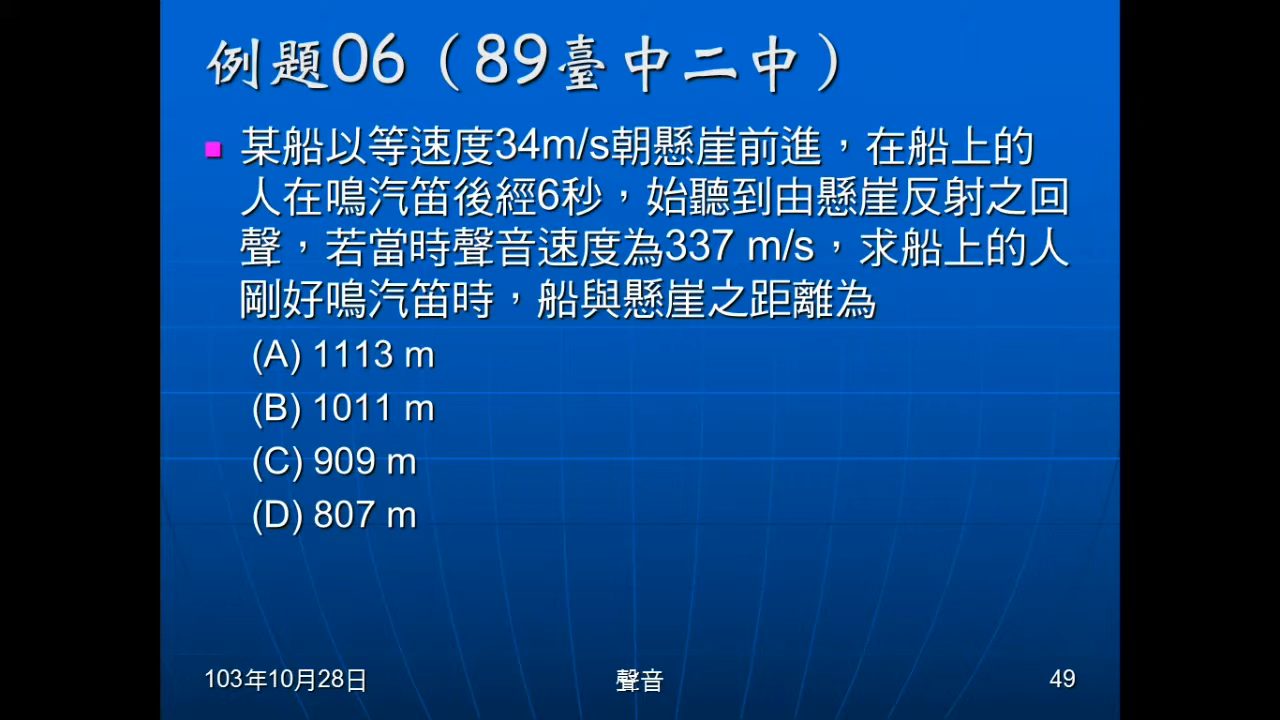 例題06（89臺中二中）
某船以等速度34m/s朝懸崖前進，在船上的
人在鳴汽笛後經6秒，始聽到由懸崖反射之回
聲，若當時聲音速度為337 m/s，求船上的人
剛好鳴汽笛時，船與懸崖之距離為
(A) 1113 m
(B) 1011 m
(C) 909 m
(D) 807 m
103年10月28日
聲音
49